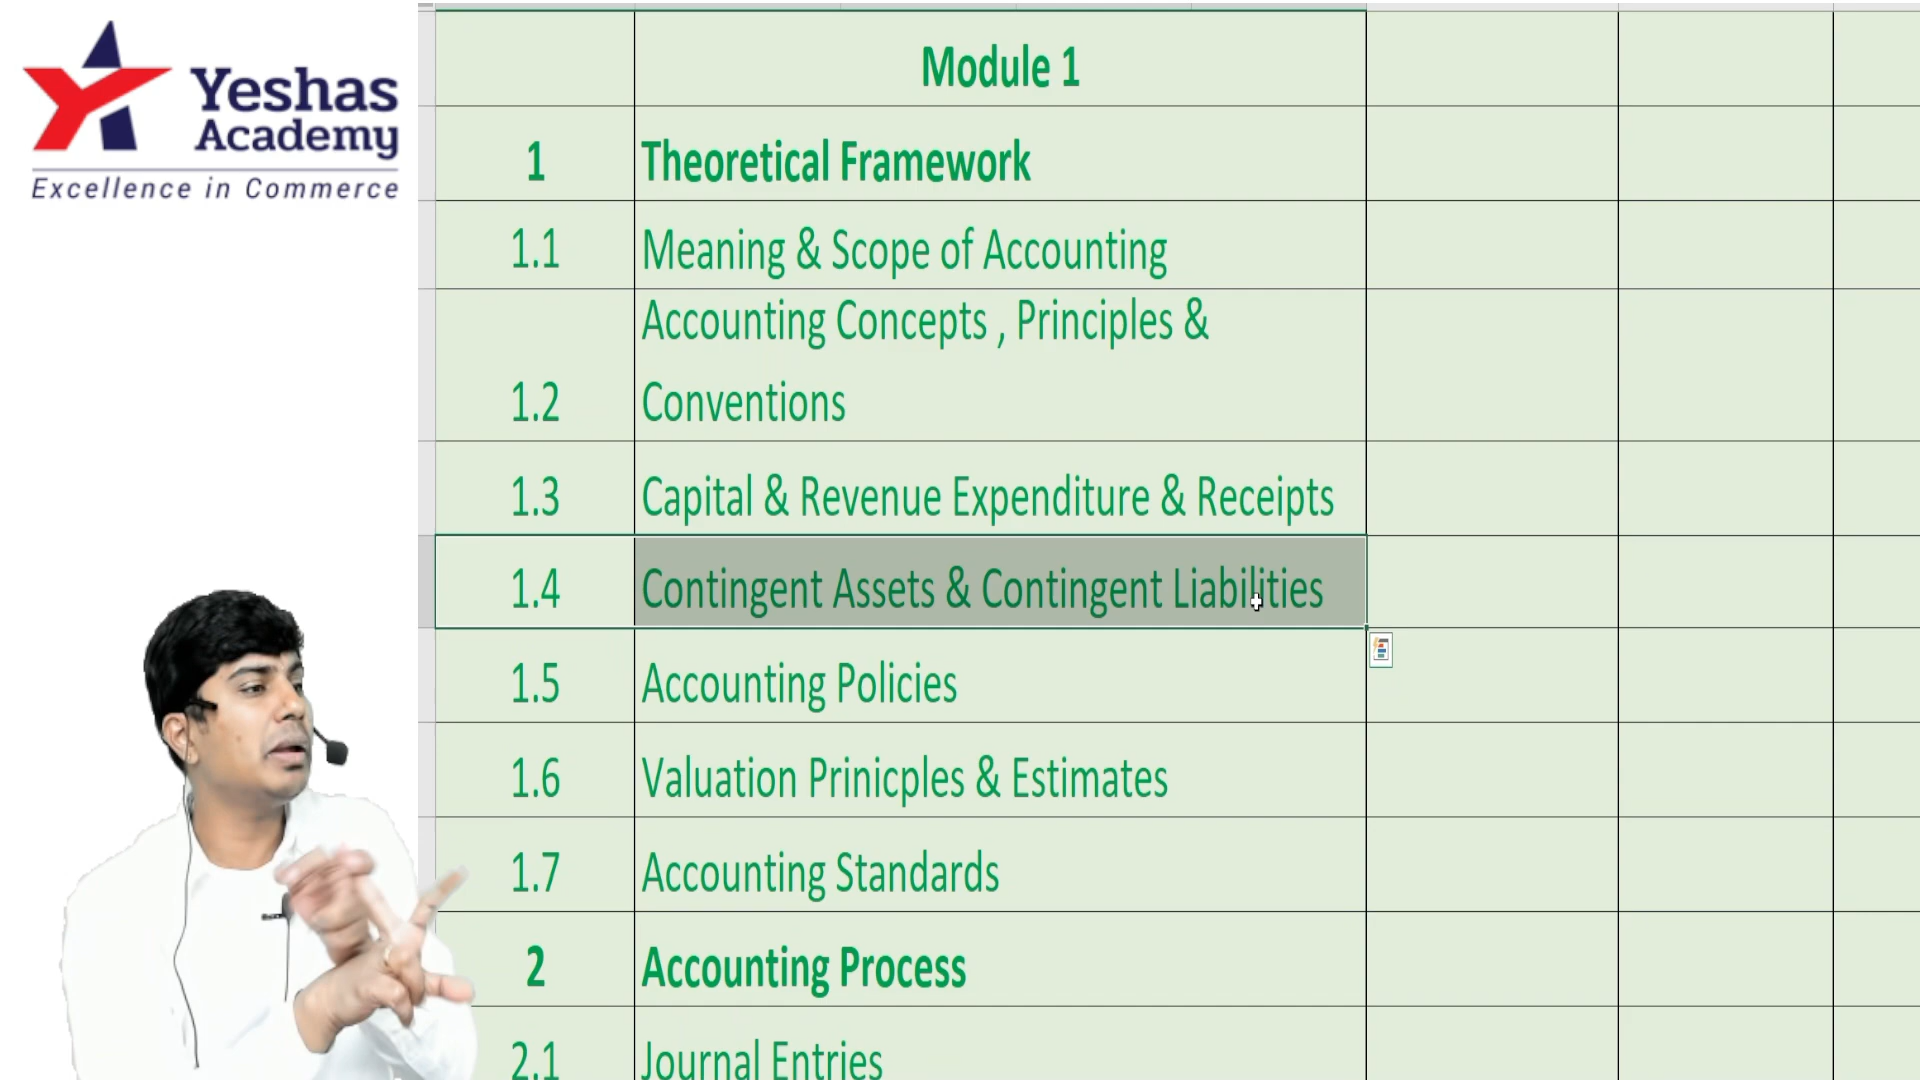 Yeshas
Academy
Excellence in Commerce
Module 1
1 Theoretical Framework
1.1 Meaning & Scope of Accounting
Accounting Concepts , Principles &
1.2 Conventions
1.3 Capital & Revenue Expenditure & Receipts
1.4 Contingent Assets & Contingent Liabilities
1.5 Accounting Policies
1.6 Valuation Prinicples & Estimates
1.7 Accounting Standards
2 Accounting Process
2.1 Journal Entries